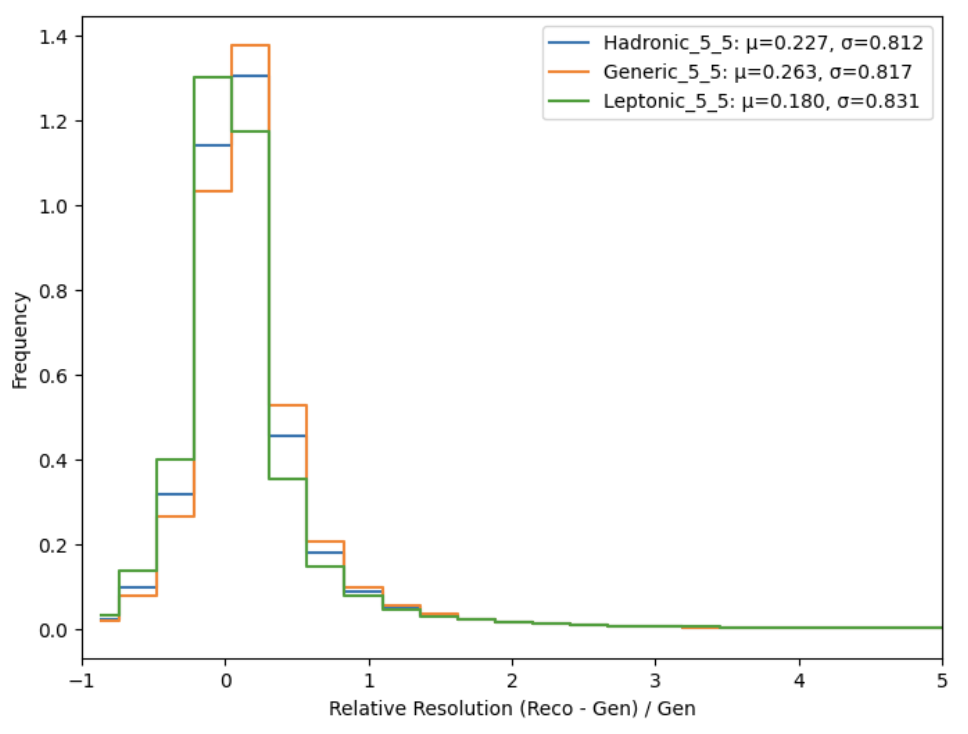 Hadronic_5_5: μ=0.227, σ=0.812
Generic_5_5: μ=0.263, σ=0.817
Leptonic_5_5: μ=0.180, σ=0.831
1.4
1.2
1.0
0.8
0.6
0.4
0.2
0.0
Frequency
−1 0 1 2 3 4 5
Relative Resolution (Reco - Gen) / Gen